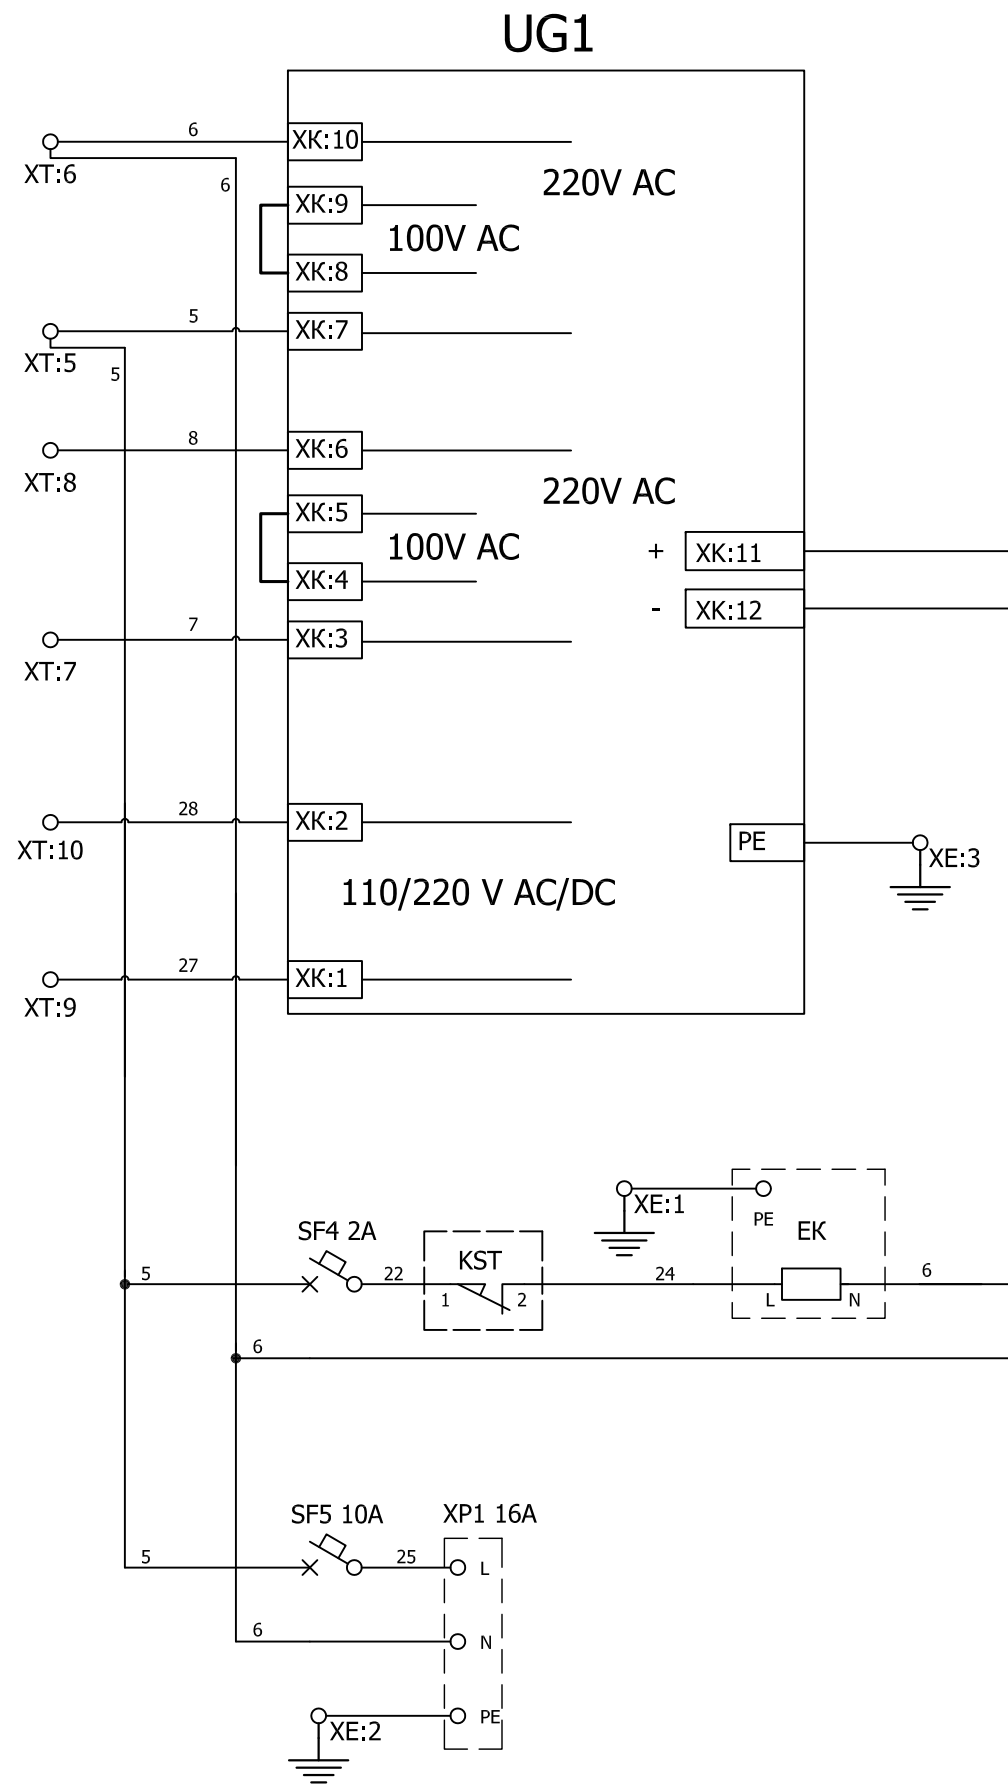 UG1
6
XK:10
XT:6
220V AC
6
XK:9
100V AC
XK:8
5
XK:7
XT:5
5
8
XK:6
XT:8
220V AC
XK:5
100V AC
+
XK:11
XK:4
-
XK:12
7
XK:3
XT:7
28
XK:2
XT:10
PE
XE:3
110/220 V AC/DC
27
XK:1
XT:9
XE:1
PE
EK
SF4 2A
KST
5
22
24
6
1
2
L
N
6
SF5 10A
XP1 16A
5
25
L
6
N
XE:2
PE